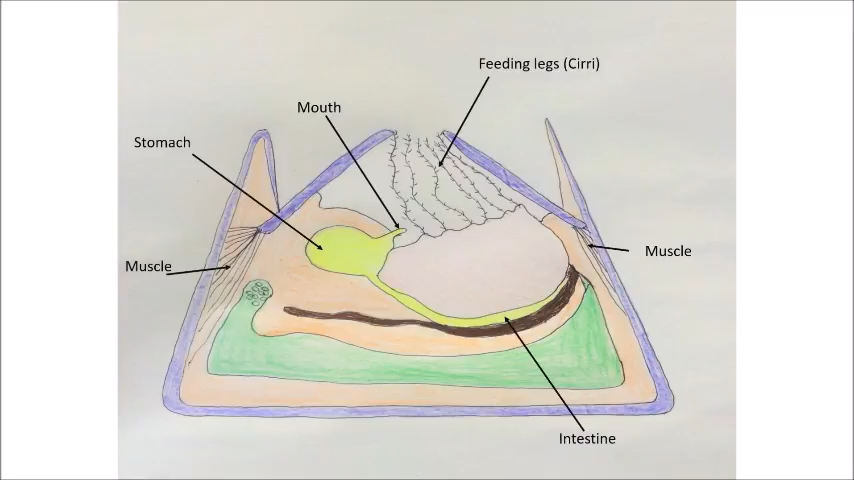 Feeding legs (Cirri)
Mouth
Stomach
Muscle
Muscle
Intestine